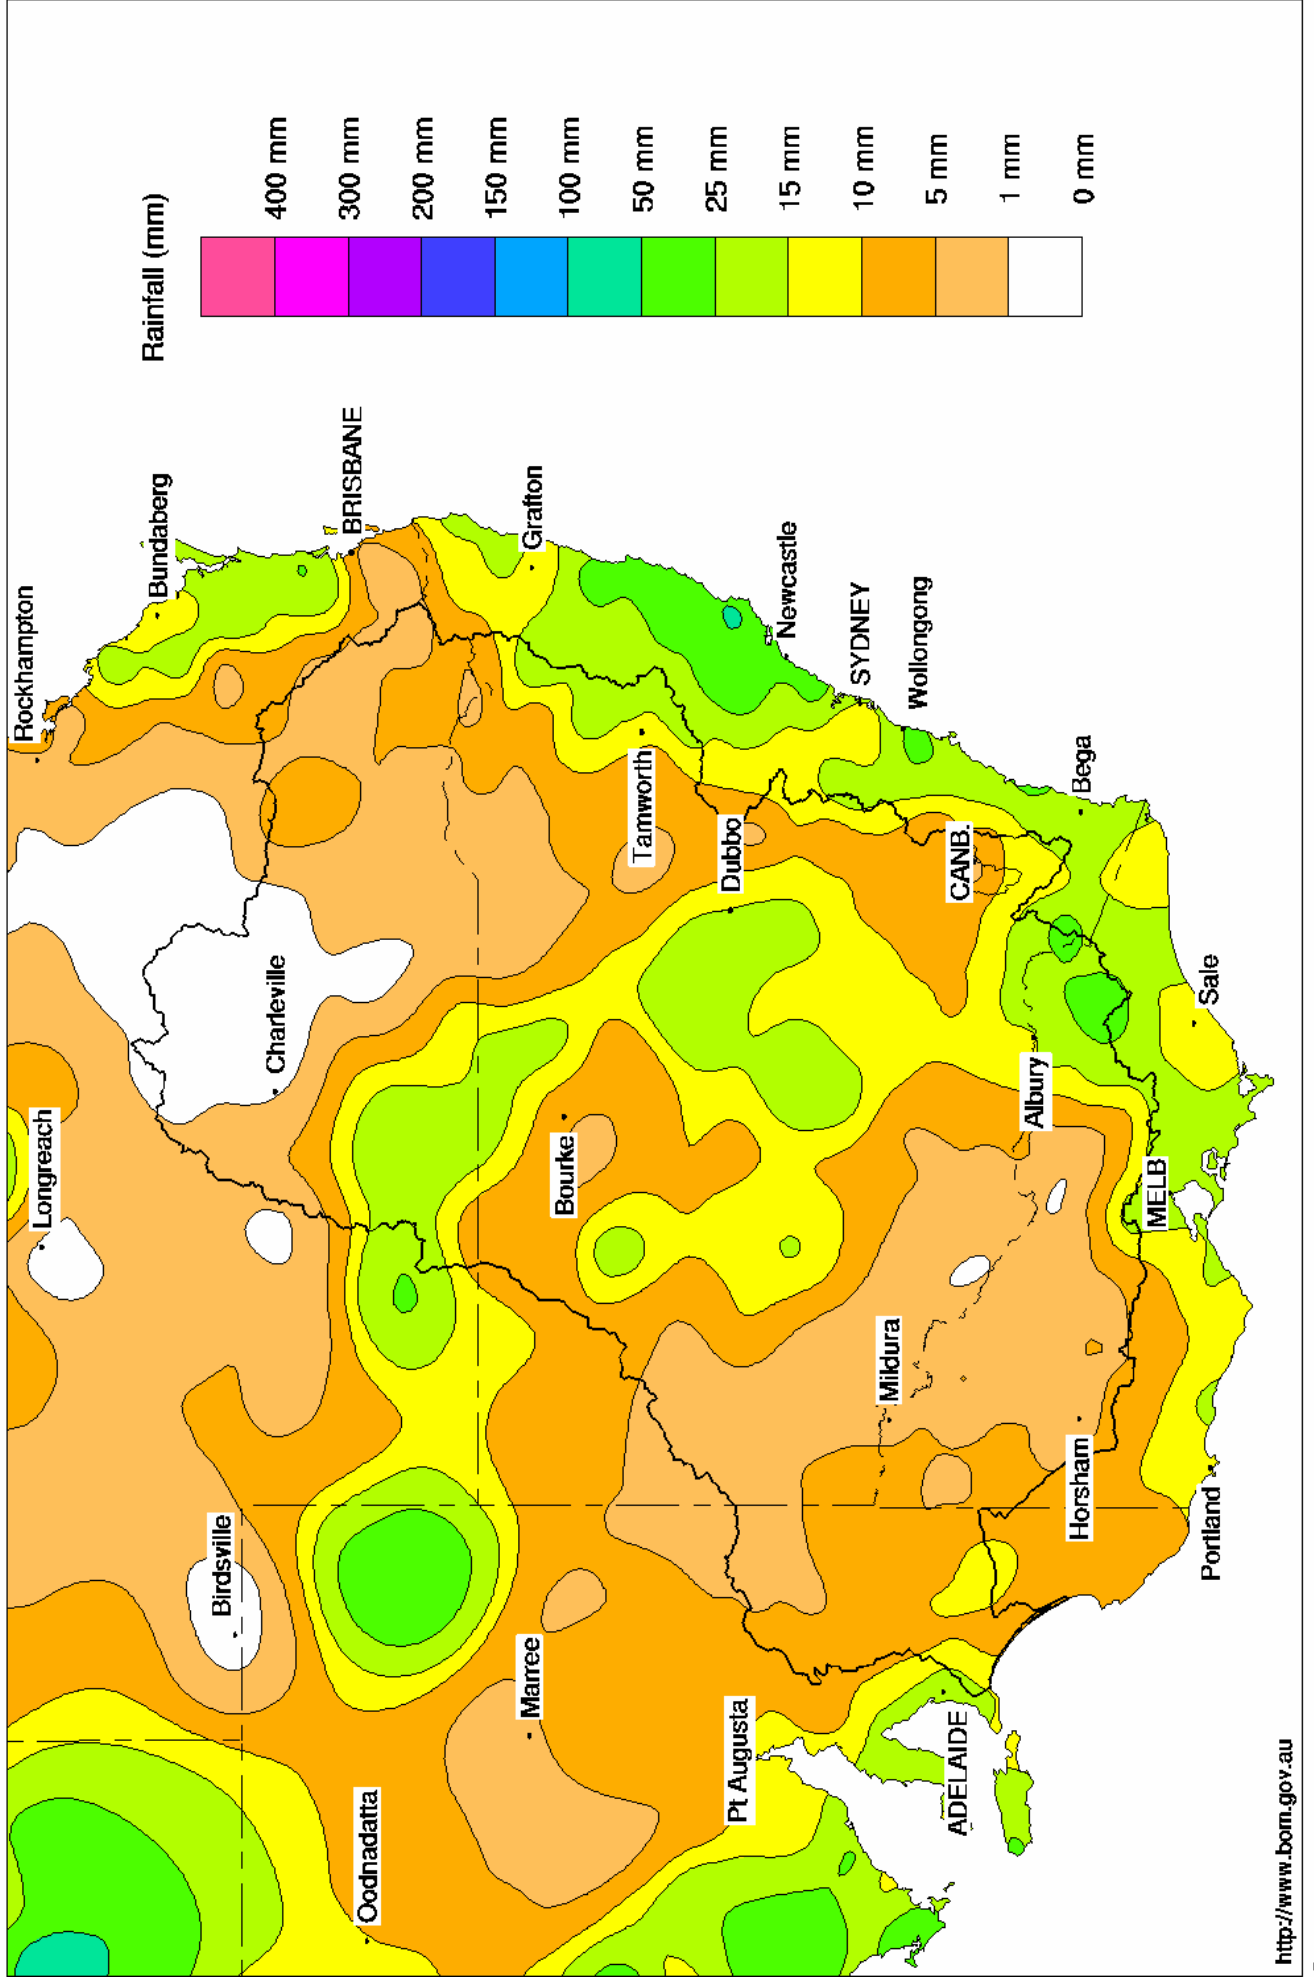 Rainfall (mm)
400 mm
300 mm
200 mm
150 mm
100 mm
50 mm
25 mm
15 mm
10 mm
5 mm
1 mm
0 mm
Rockhampton
Longreach
Bundaberg
Birdsville
Charleville
BRISBANE
Oodnadatta
Marree
Bourke
Grafton
Tamworth
Pt Augusta
Dubbo
Newcastle
SYDNEY
Mildura
Wollongong
ADELAIDE
CANB.
Albury
Horsham
Bega
MELB
Portland
Sale
http://www.bom.gov.au